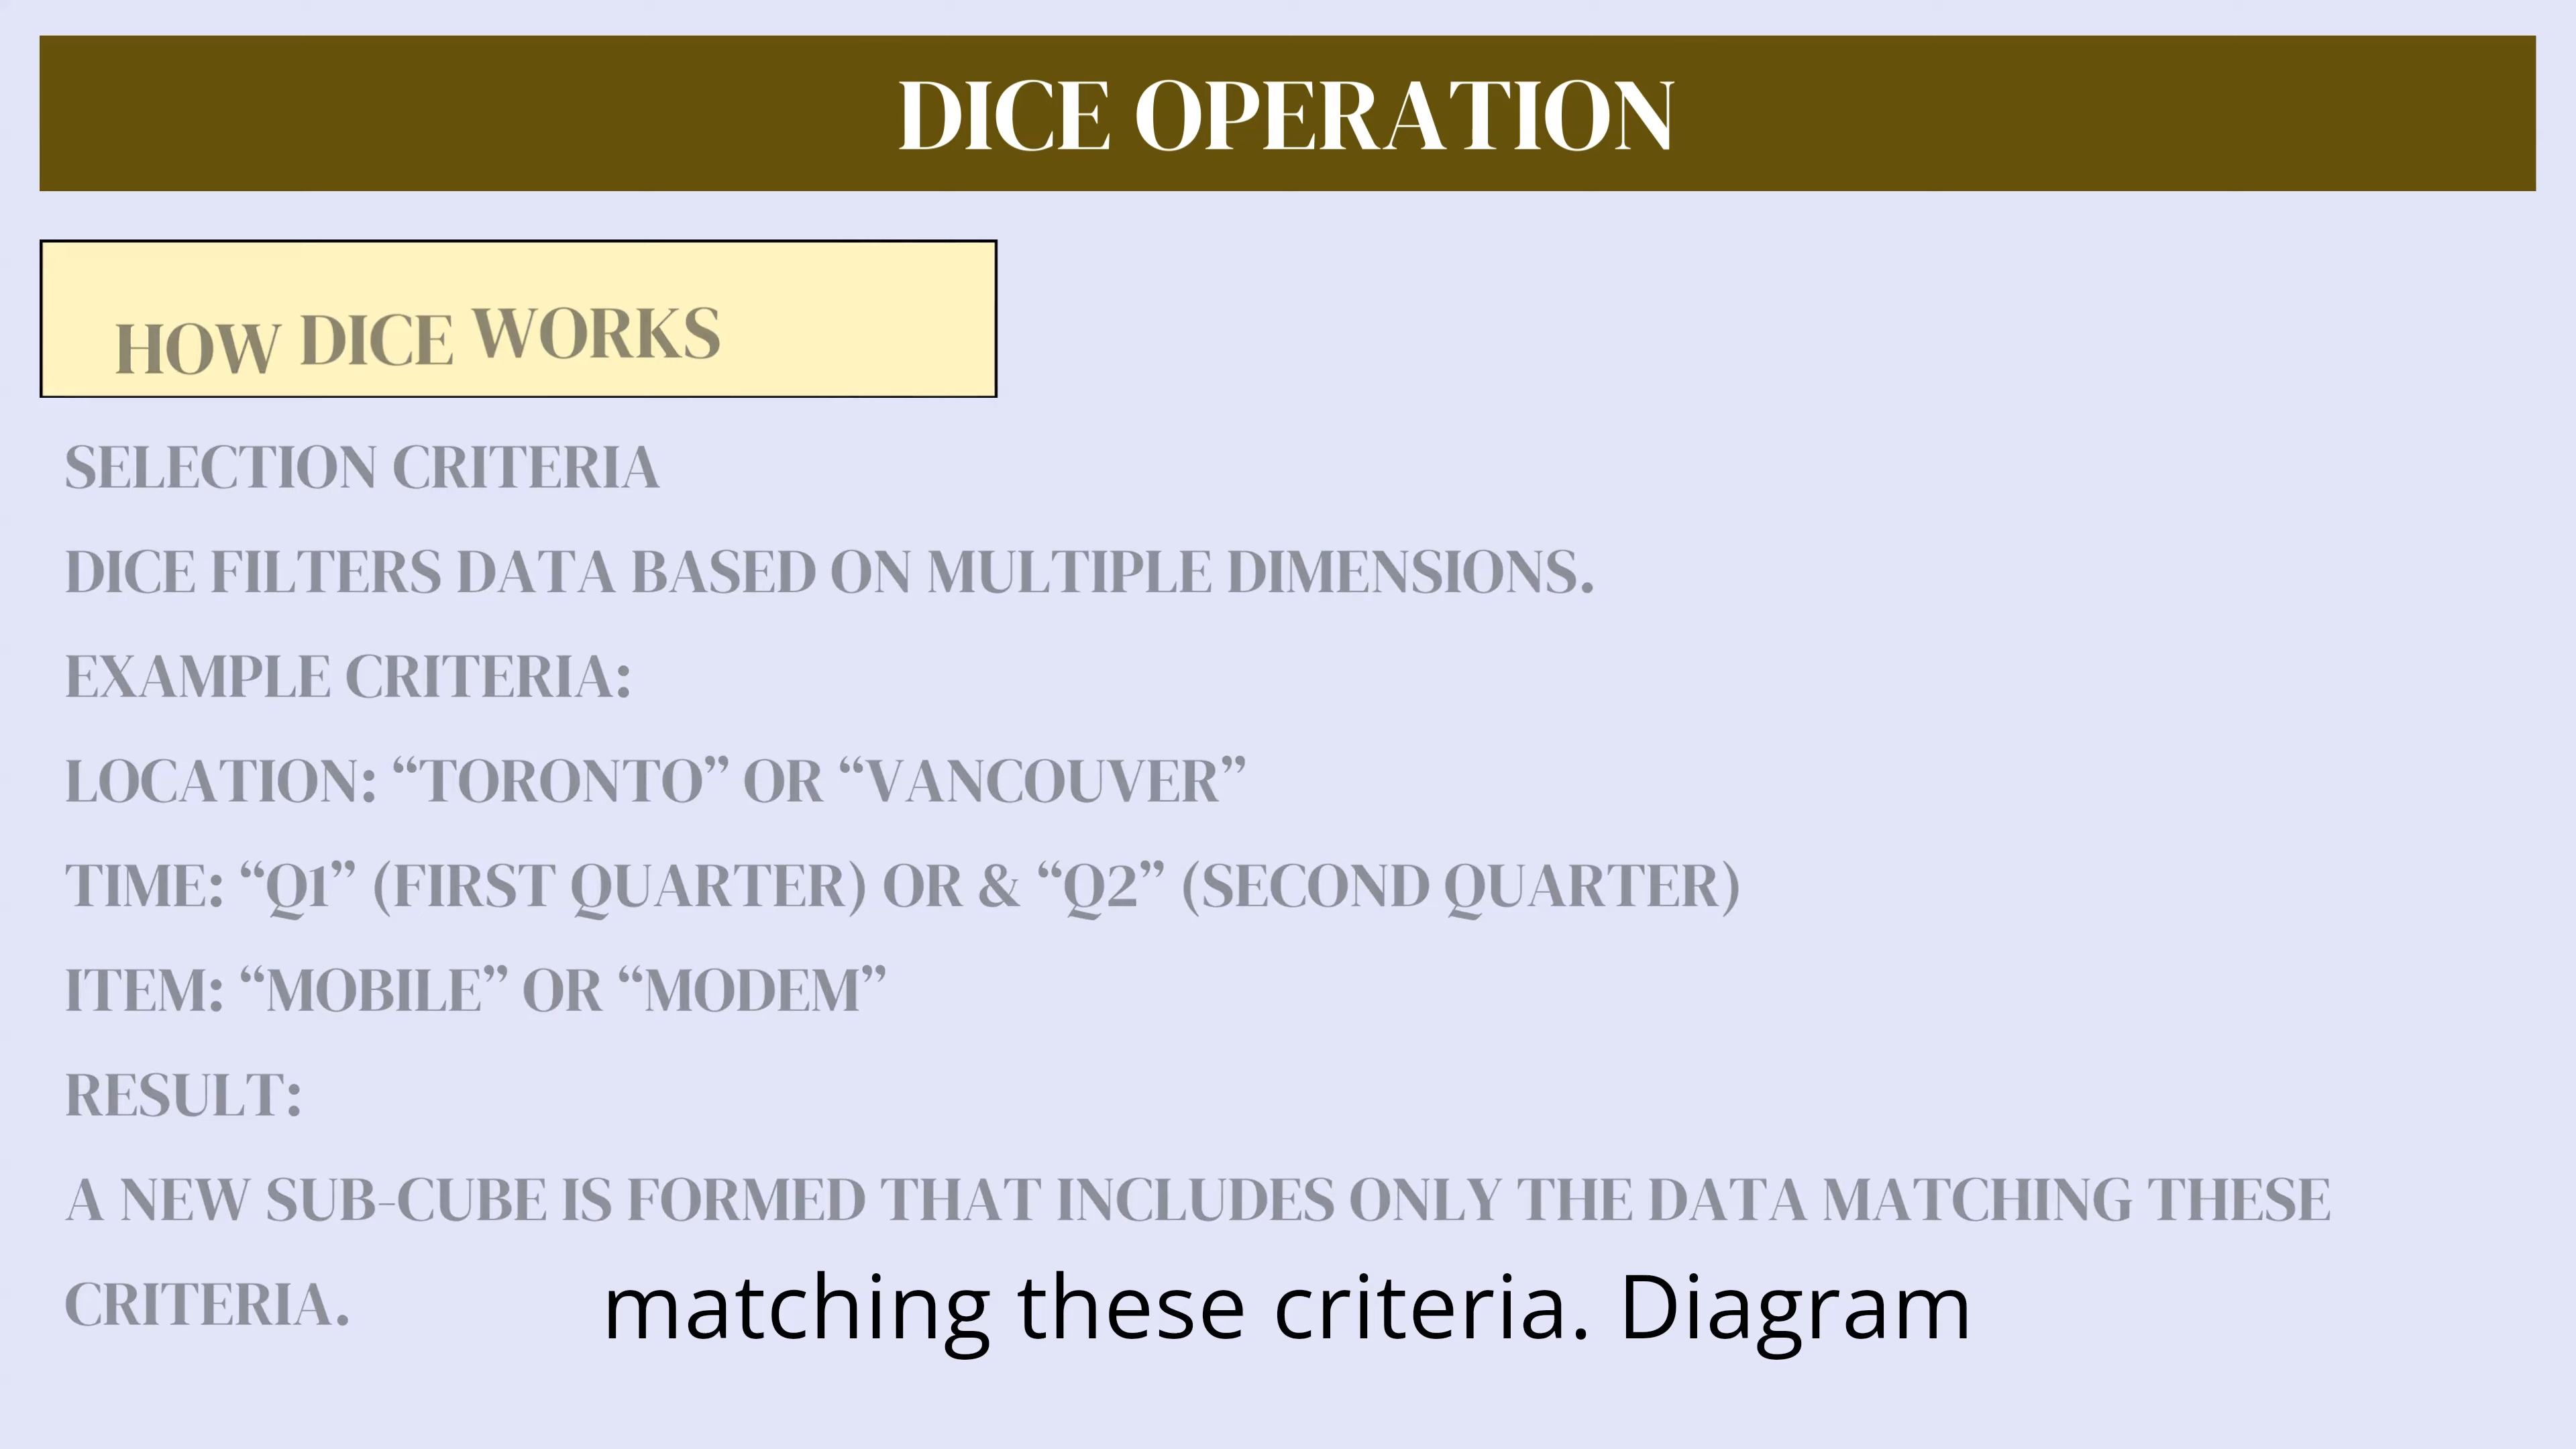 DICE OPERATION
HOW DICE WORKS
SELECTION CRITERIA
DICE FILTERS DATA BASED ON MULTIPLE DIMENSIONS.
EXAMPLE CRITERIA:
LOCATION: “TORONTO” OR “VANCOUVER”
TIME: “Q1” (FIRST QUARTER) OR & “Q2” (SECOND QUARTER)
ITEM: “MOBILE” OR “MODEM”
RESULT:
A NEW SUB-CUBE IS FORMED THAT INCLUDES ONLY THE DATA MATCHING THESE
CRITERIA.
matching these criteria. Diagram